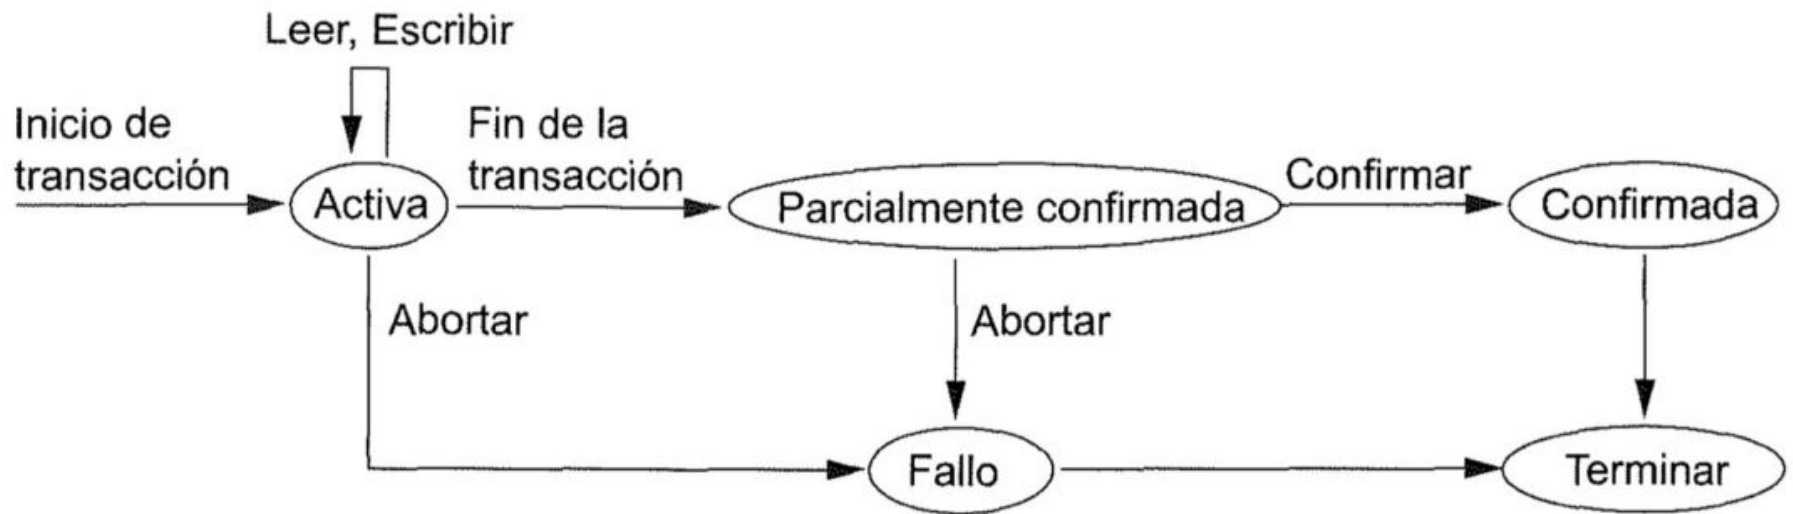 Leer, Escribir
Inicio de
transacción
Fin de la
transacción
Activa
Parcialmente confirmada
Confirmar
Confirmada
Abortar
Abortar
Fallo
Terminar